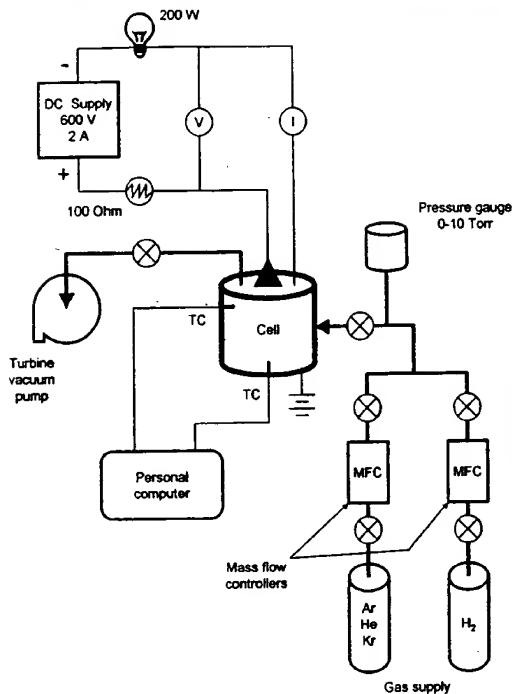 200 W
-
DC Supply
600 V
2 A
+
V
I
100 Ohm
Pressure gauge
0-10 Torr
TC
Cell
Turbine
vacuum
pump
TC
Personal
computer
MFC
MFC
Mass flow
controllers
Ar
He
Kr
H₂
Gas supply